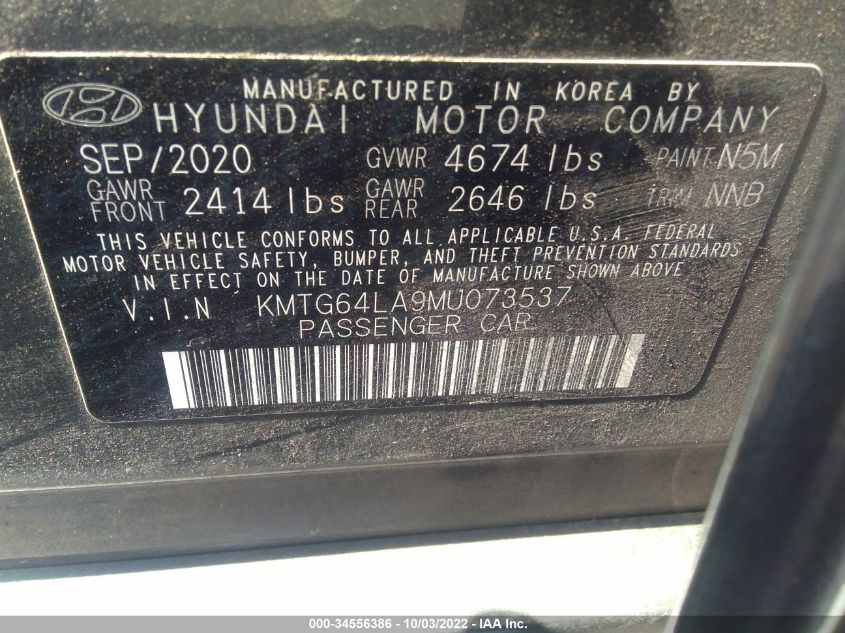 MANUFACTURED IN KOREA BY
HYUNDAI MOTOR COMPANY
SEP/2020 GVWR 4674 lbs PAINT N5M
GAWR FRONT 2414 lbs GAWR REAR 2646 lbs TRIM NNB
THIS VEHICLE CONFORMS TO ALL APPLICABLE U.S.A. FEDERAL
MOTOR VEHICLE SAFETY, BUMPER, AND THEFT PREVENTION STANDARDS
IN EFFECT ON THE DATE OF MANUFACTURE SHOWN ABOVE
V.I.N KMTG64LA9MU073537
PASSENGER CAR
000-34556386 - 10/03/2022 - IAA Inc.